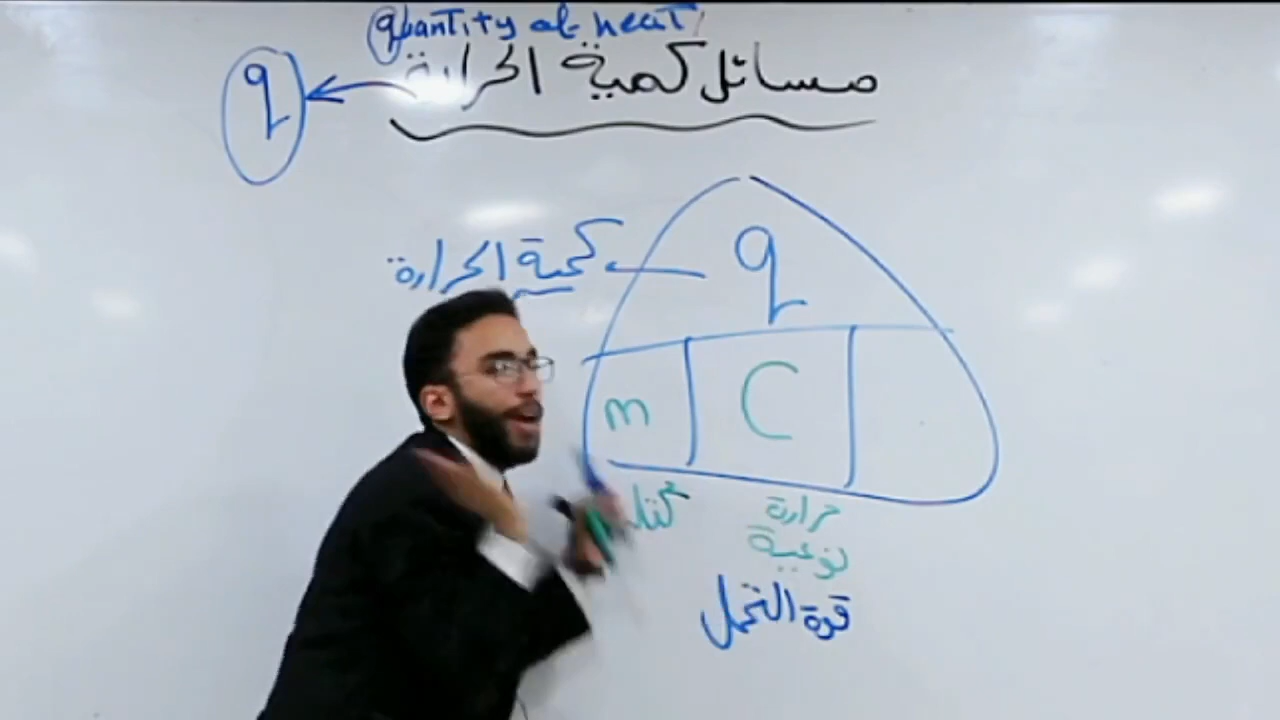 quantity of heat
مسائل كمية الحرارة
q
كمية الحرارة
q
m
C
كتلة
حرارة
نوعية
قوة التحمل